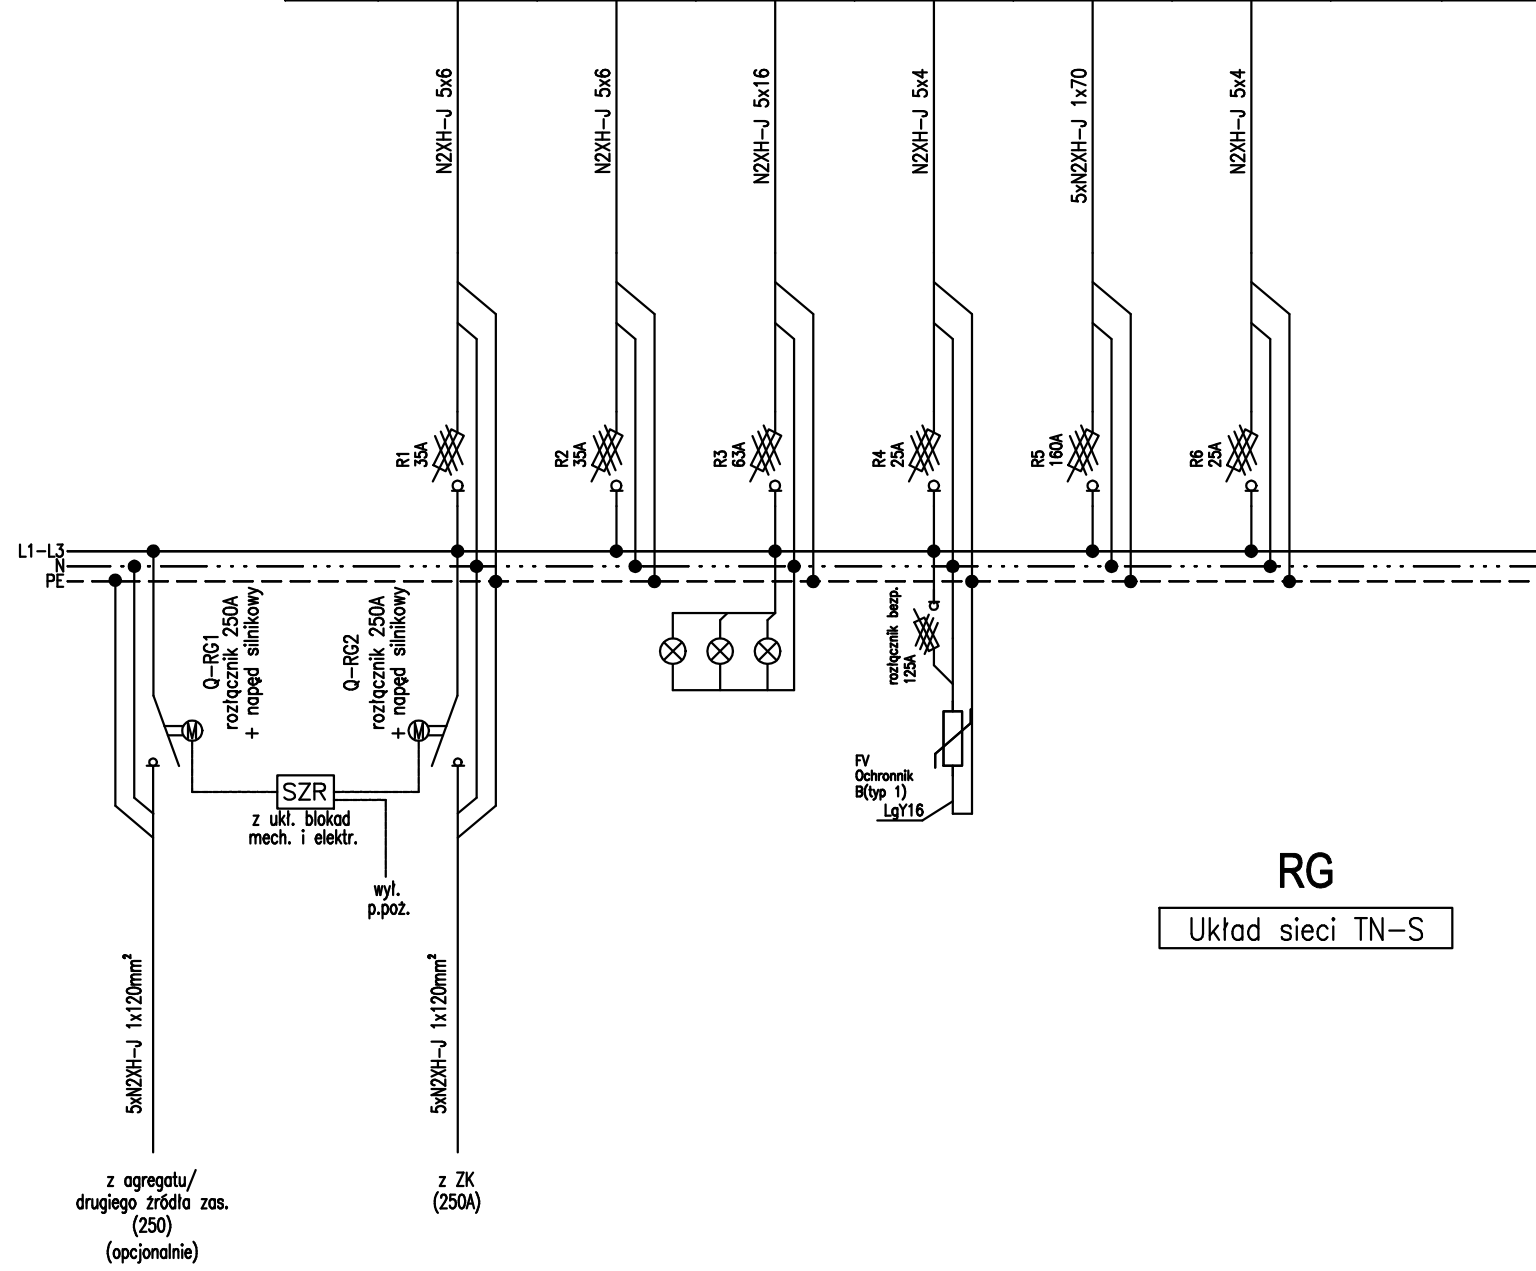 N2XH-J 5x6
N2XH-J 5x6
N2XH-J 5x16
N2XH-J 5x4
5xN2XH-J 1x70
N2XH-J 5x4
R1
35A
R2
35A
R3
63A
R4
25A
R5
160A
R6
25A
L1-L3
N
PE
Q-RG1
rozłącznik 250A
+ napęd silnikowy
Q-RG2
rozłącznik 250A
+ napęd silnikowy
rozłącznik bezp.
125A
M
M
SZR
z ukł. blokad
mech. i elektr.
wył.
p.poż.
FV
Ochronnik
B(typ 1)
LgY16
RG
Układ sieci TN-S
5xN2XH-J 1x120mm²
5xN2XH-J 1x120mm²
z agregatu/
drugiego źródła zas.
(250)
(opcjonalnie)
z ZK
(250A)